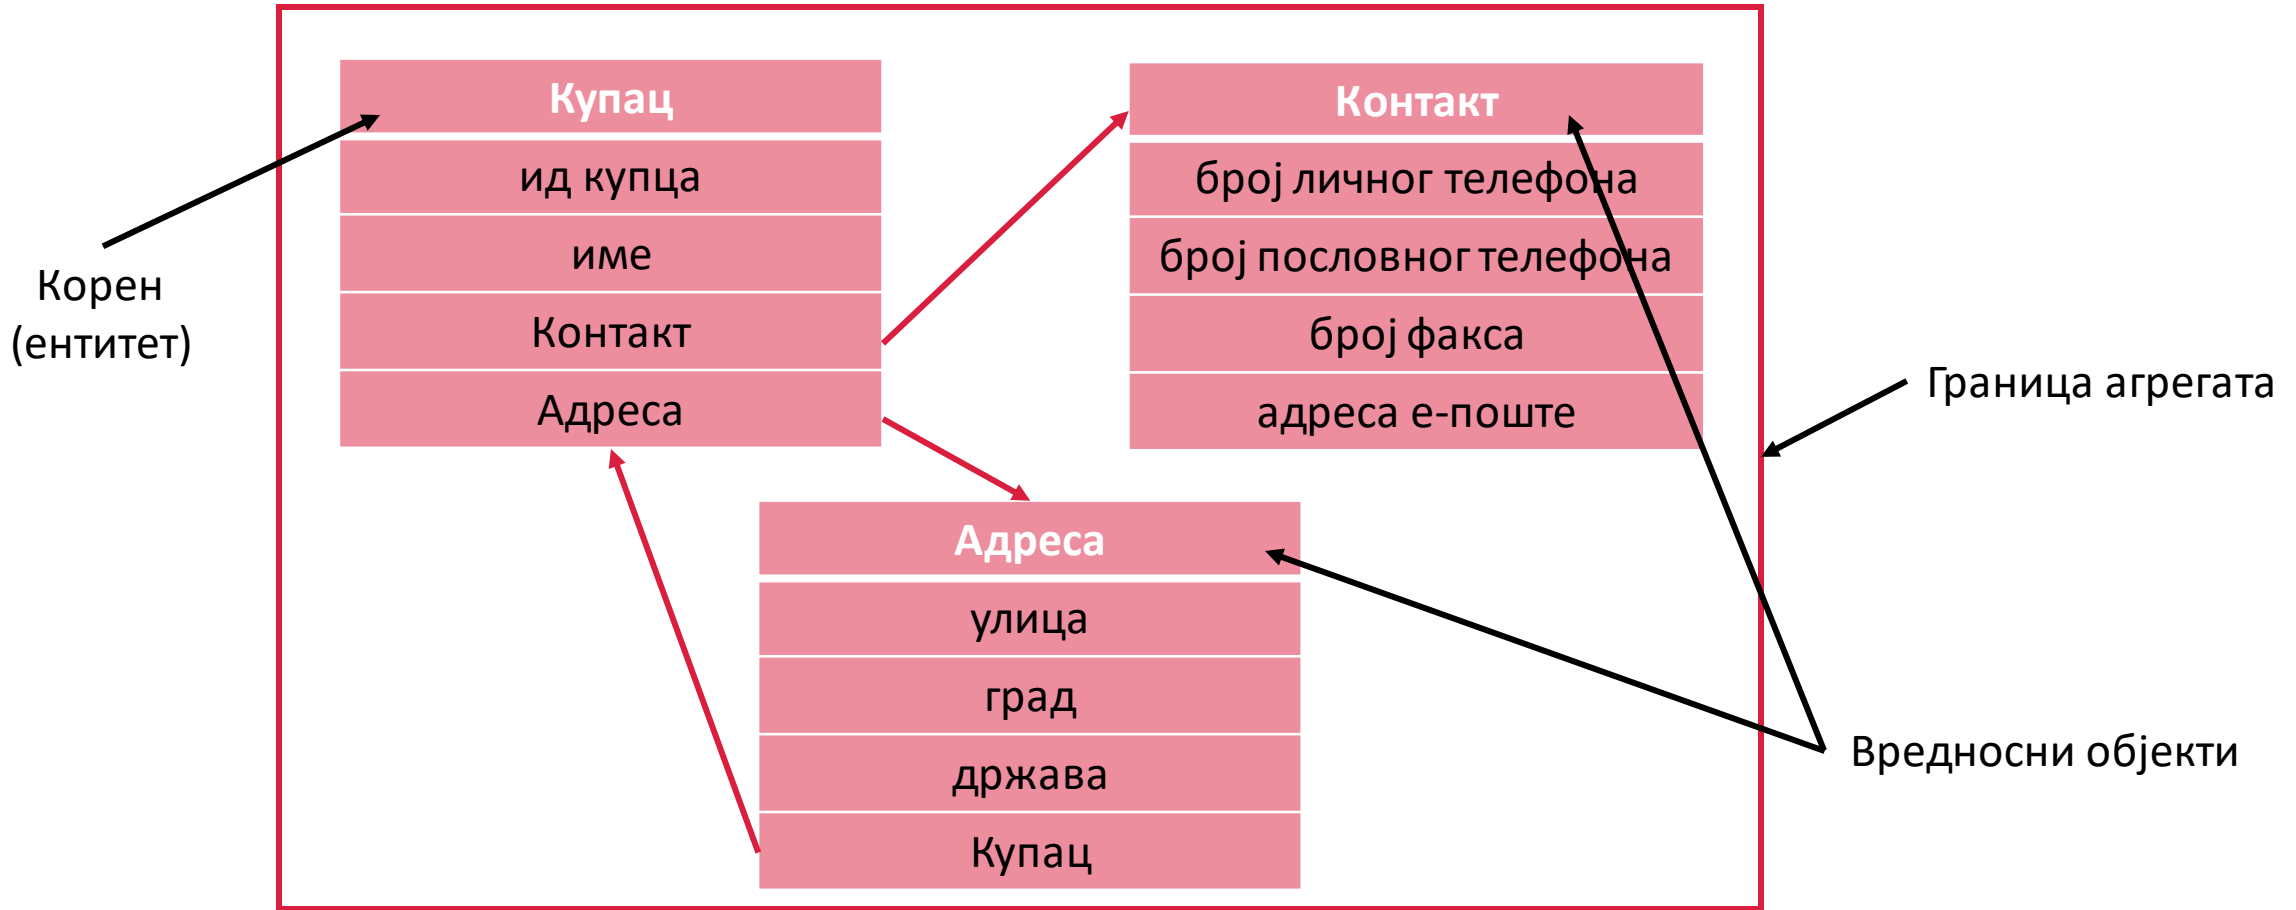 Купац
ид купца
име
Контакт
Адреса
Контакт
број личног телефона
број пословног телефона
број факса
адреса е-поште
Корен
(ентитет)
Граница агрегата
Адреса
улица
град
држава
Купац
Вредносни објекти